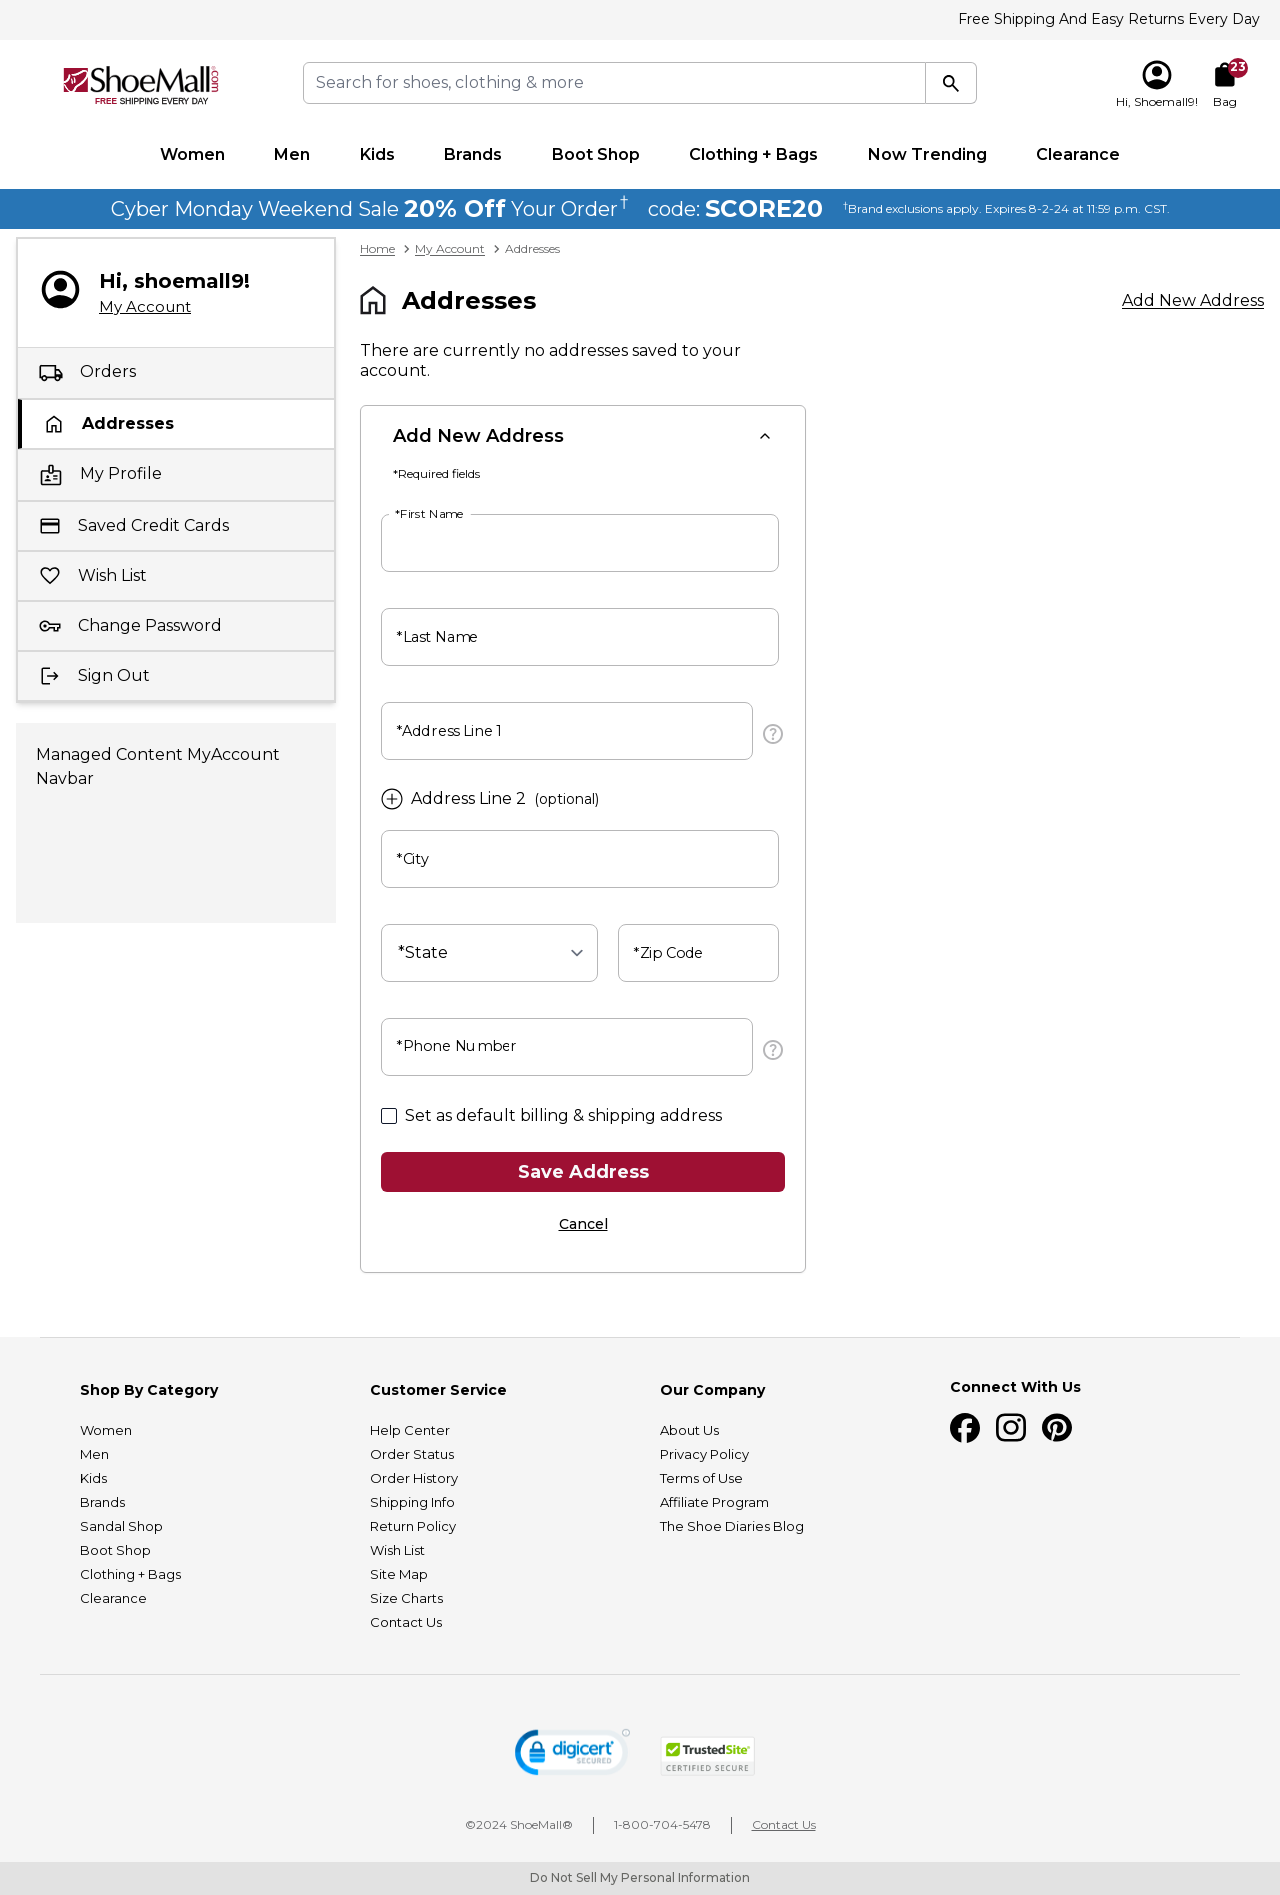 Free Shipping And Easy Returns Every Day
ShoeMall.com
FREE SHIPPING EVERY DAY
Search for shoes, clothing & more
Hi, Shoemall9!
23
Bag
Women Men Kids Brands Boot Shop Clothing + Bags Now Trending Clearance
Cyber Monday Weekend Sale 20% Off Your Order† code: SCORE20 †Brand exclusions apply. Expires 8-2-24 at 11:59 p.m. CST.
Hi, shoemall9!
My Account
Orders
Addresses
My Profile
Saved Credit Cards
Wish List
Change Password
Sign Out
Managed Content MyAccount
Navbar
Home > My Account > Addresses
Addresses
Add New Address
There are currently no addresses saved to your
account.
Add New Address
*Required fields
*First Name
*Last Name
*Address Line 1
Address Line 2 (optional)
*City
*State
*Zip Code
*Phone Number
Set as default billing & shipping address
Save Address
Cancel
Shop By Category
Women
Men
Kids
Brands
Sandal Shop
Boot Shop
Clothing + Bags
Clearance
Customer Service
Help Center
Order Status
Order History
Shipping Info
Return Policy
Wish List
Site Map
Size Charts
Contact Us
Our Company
About Us
Privacy Policy
Terms of Use
Affiliate Program
The Shoe Diaries Blog
Connect With Us
digicert
SECURED
TrustedSite
CERTIFIED SECURE
©2024 ShoeMall®
1-800-704-5478
Contact Us
Do Not Sell My Personal Information